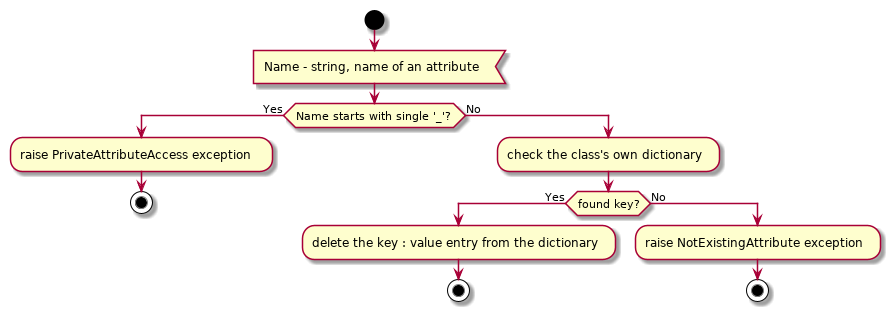 Name - string, name of an attribute
Yes
Name starts with single '_'?
No
raise PrivateAttributeAccess exception
check the class's own dictionary
Yes
found key?
No
delete the key : value entry from the dictionary
raise NotExistingAttribute exception